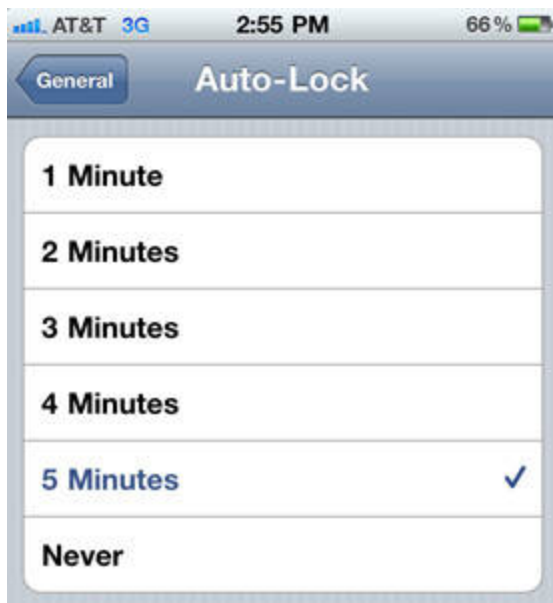 AT&T 3G 2:55 PM 66%
General Auto-Lock
1 Minute
2 Minutes
3 Minutes
4 Minutes
5 Minutes
Never